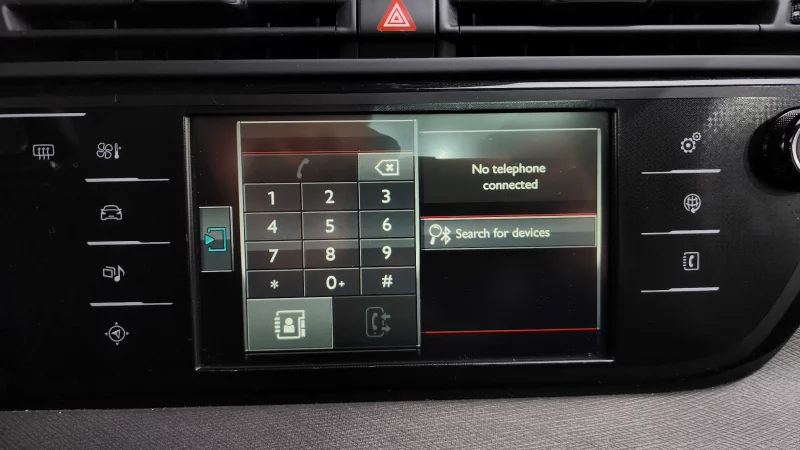 No telephone
connected
1 2 3
4 5 6
Search for devices
7 8 9
* 0+ #